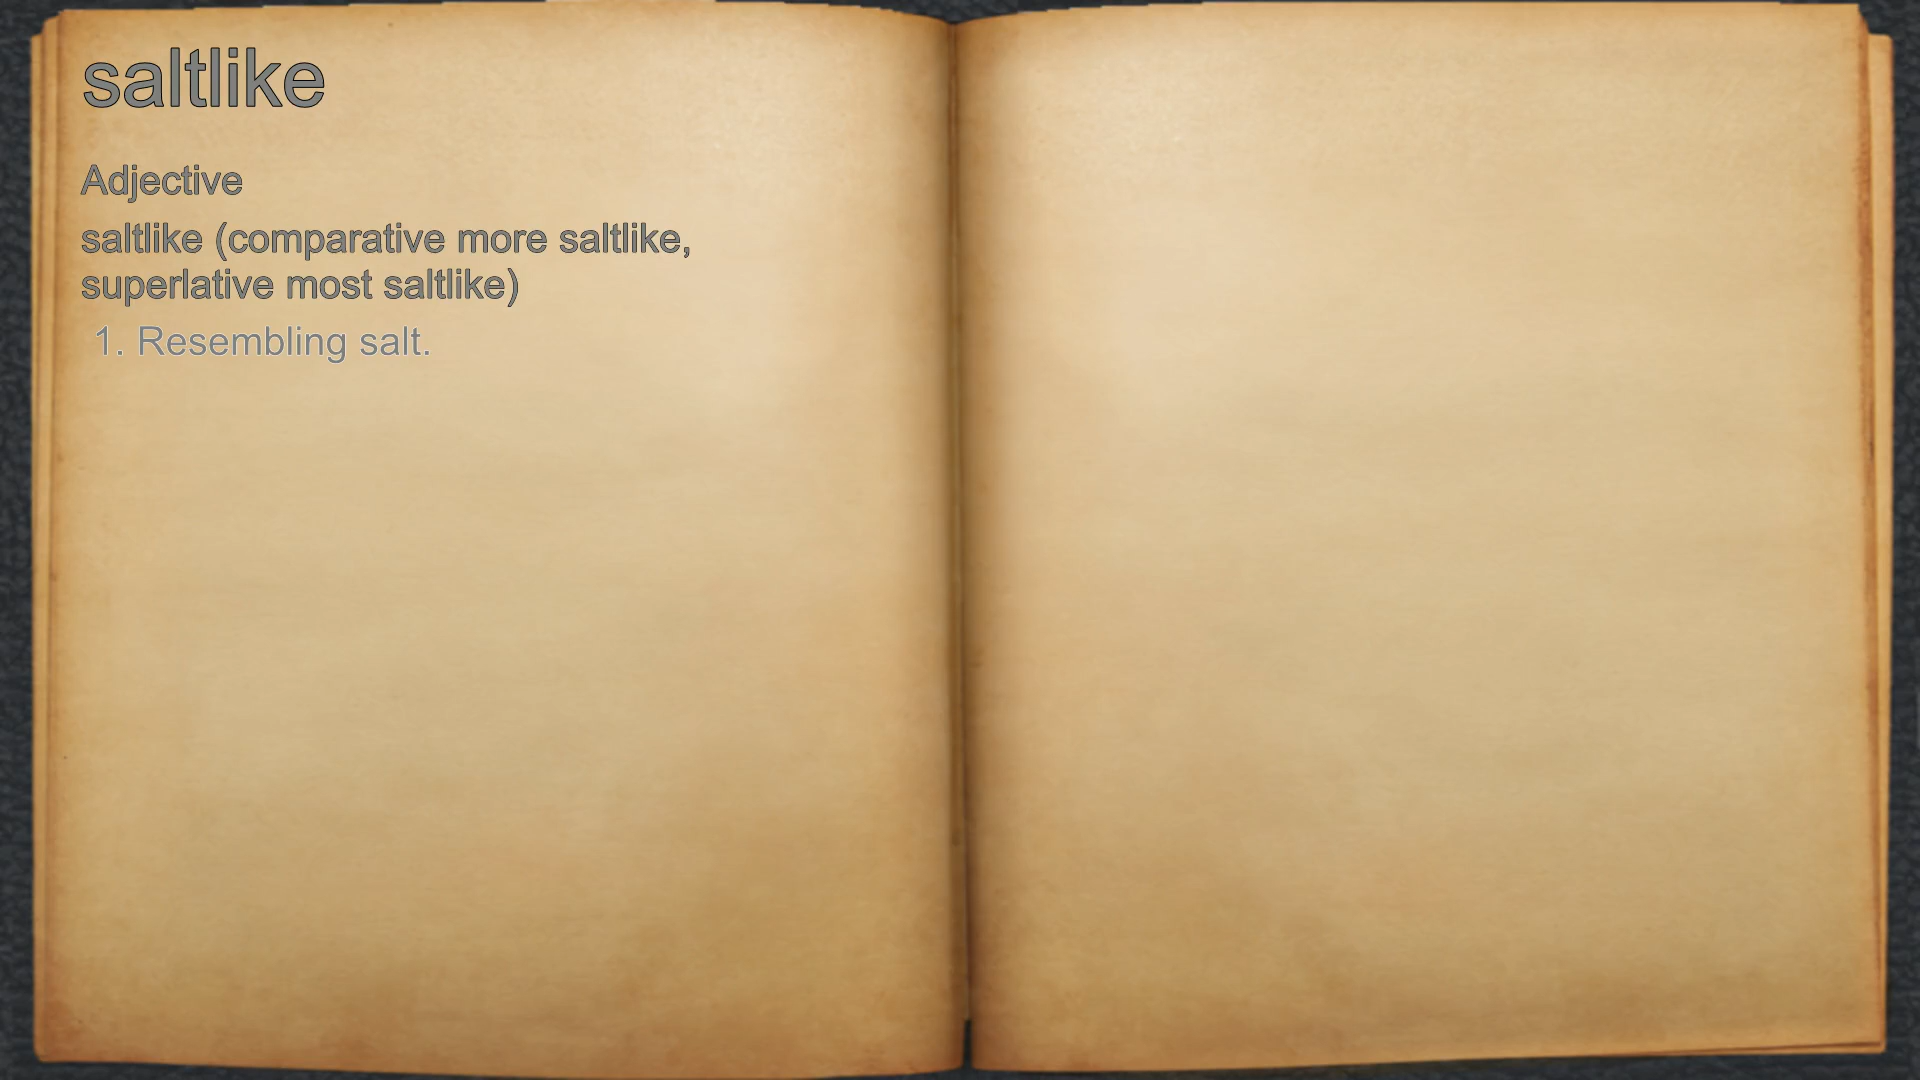 saltlike
Adjective
saltlike (comparative more saltlike,
superlative most saltlike)
1. Resembling salt.